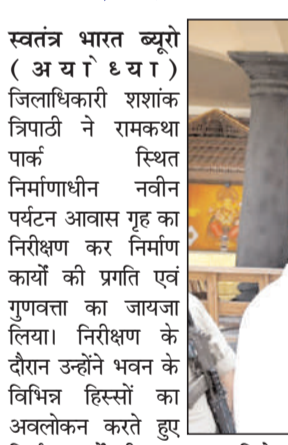 स्वतंत्र भारत ब्यूरो
( अ यो ध्या )
जिलाधिकारी शशांक
त्रिपाठी ने रामकथा
पार्क स्थित
निर्माणाधीन नवीन
पर्यटन आवास गृह का
निरीक्षण कर निर्माण
कार्यों की प्रगति एवं
गुणवत्ता का जायजा
लिया। निरीक्षण के
दौरान उन्होंने भवन के
विभिन्न हिस्सों का
अवलोकन करते हुए